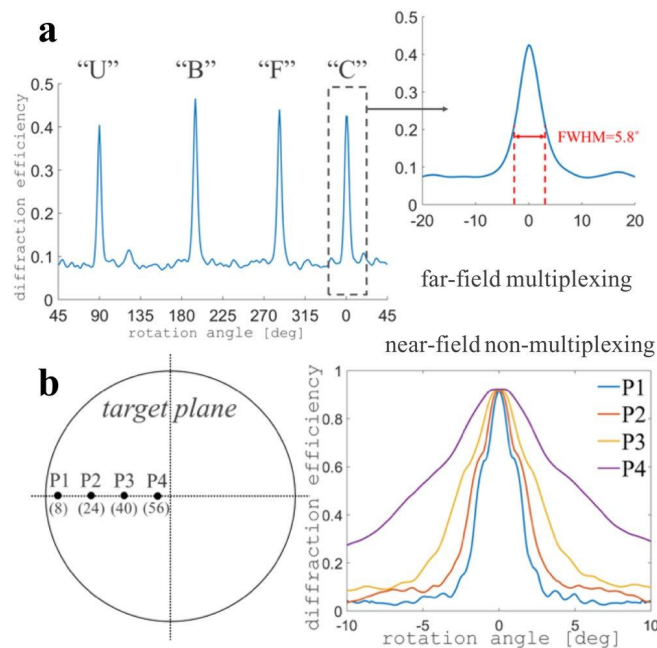 a
"U" "B" "F" "C"
diffraction efficiency
0.5
0.4
0.3
0.2
0.1
0
45 90 135 180 225 270 315 0 45
rotation angle [deg]
0.5
0.4
0.3
0.2
0.1
0
FWHM=5.8°
-20 -10 0 10 20
far-field multiplexing
b
target plane
P1 P2 P3 P4
(8) (24) (40) (56)
near-field non-multiplexing
diffraction efficiency
1
0.8
0.6
0.4
0.2
0
P1
P2
P3
P4
-10 -5 0 5 10
rotation angle [deg]